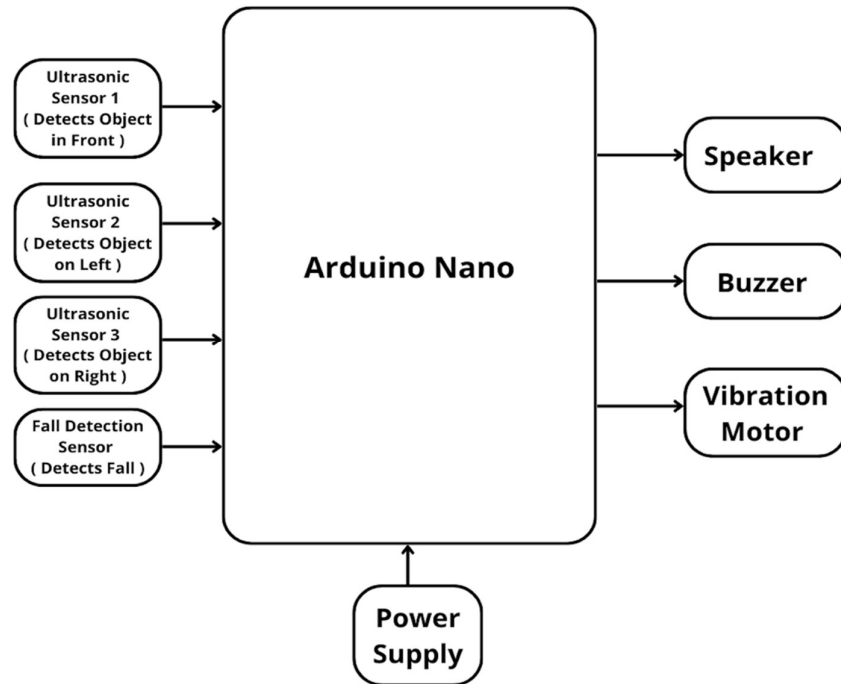 Ultrasonic
Sensor 1
( Detects Object
in Front )
Ultrasonic
Sensor 2
( Detects Object
on Left )
Ultrasonic
Sensor 3
( Detects Object
on Right )
Fall Detection
Sensor
( Detects Fall )
Arduino Nano
Speaker
Buzzer
Vibration
Motor
Power
Supply